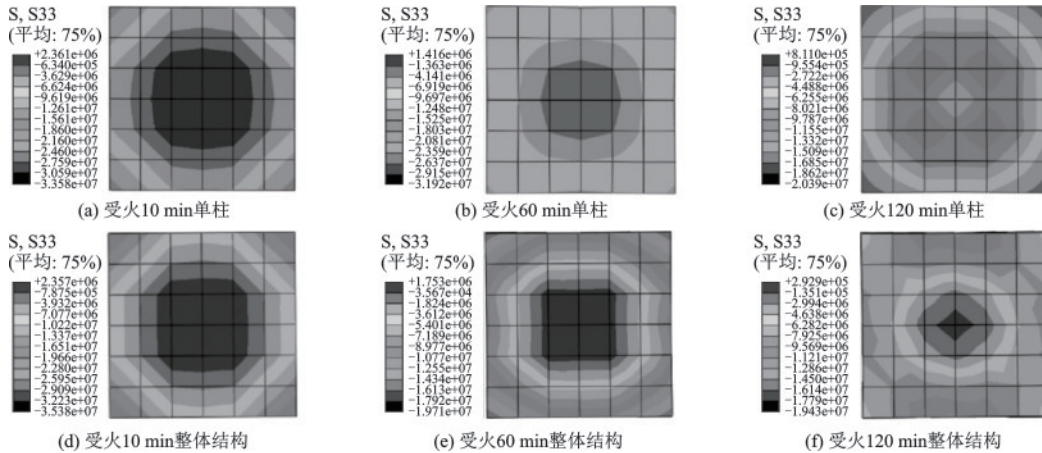 S, S33
(平均: 75%)
+2.361e+06
−6.340e+05
−3.629e+06
−6.624e+06
−9.619e+06
−1.261e+07
−1.561e+07
−1.860e+07
−2.160e+07
−2.460e+07
−2.759e+07
−3.059e+07
−3.358e+07
(a) 受火10 min单柱
S, S33
(平均: 75%)
+1.416e+06
−1.363e+06
−4.141e+06
−6.919e+06
−9.697e+06
−1.248e+07
−1.525e+07
−1.803e+07
−2.081e+07
−2.359e+07
−2.637e+07
−2.915e+07
−3.192e+07
(b) 受火60 min单柱
S, S33
(平均: 75%)
+8.110e+05
−9.554e+05
−2.722e+06
−4.488e+06
−6.255e+06
−8.021e+06
−9.787e+06
−1.155e+07
−1.332e+07
−1.509e+07
−1.685e+07
−1.862e+07
−2.039e+07
(c) 受火120 min单柱
S, S33
(平均: 75%)
+2.357e+06
−7.875e+05
−3.932e+06
−7.077e+06
−1.022e+07
−1.337e+07
−1.651e+07
−1.966e+07
−2.280e+07
−2.595e+07
−2.909e+07
−3.223e+07
−3.538e+07
(d) 受火10 min整体结构
S, S33
(平均: 75%)
+1.753e+06
−3.567e+04
−1.824e+06
−3.612e+06
−5.401e+06
−7.189e+06
−8.977e+06
−1.077e+07
−1.255e+07
−1.434e+07
−1.613e+07
−1.792e+07
−1.971e+07
(e) 受火60 min整体结构
S, S33
(平均: 75%)
+2.929e+05
−1.351e+05
−2.994e+06
−4.638e+06
−6.282e+06
−7.925e+06
−9.569e+06
−1.121e+07
−1.286e+07
−1.450e+07
−1.614e+07
−1.779e+07
−1.943e+07
(f) 受火120 min整体结构